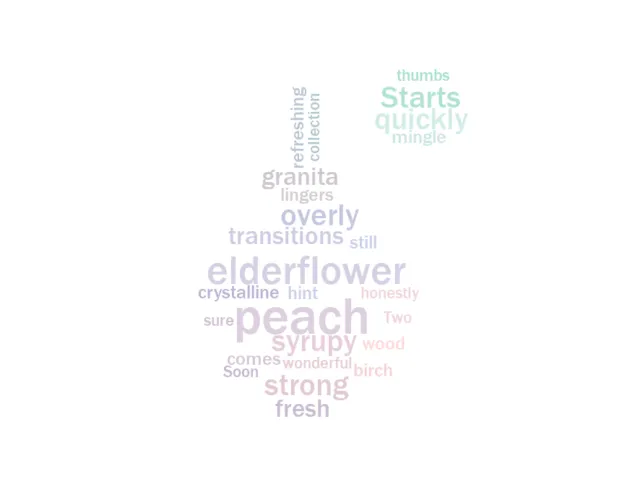 thumbs
Starts
quickly
mingle
refreshing
collection
granita
lingers
overly
transitions still
elderflower
crystalline hint honestly
sure peach Two
syrupy wood
comes wonderful
Soon birch
strong
fresh